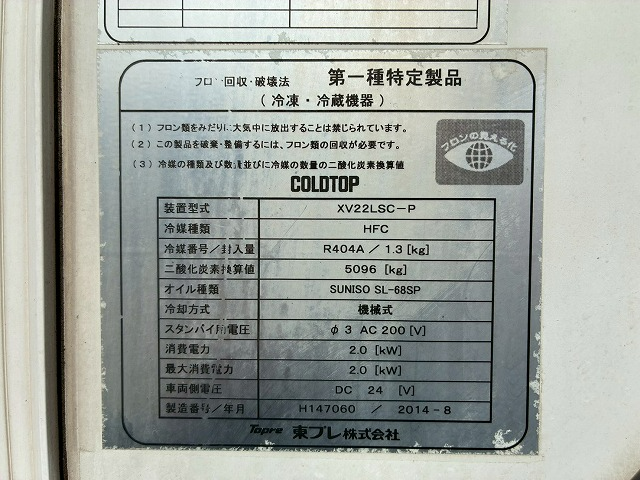 フロン回収・破壊法 第一種特定製品
(冷凍・冷蔵機器)
(1) フロン類をみだりに大気中に放出することは禁じられています。
(2) この製品を破棄・整備するには、フロン類の回収が必要です。
(3) 冷媒の種類及び数量並びに冷媒の数量の二酸化炭素換算値
フロンの見える化
COLDTOP
装置型式 XV22LSC-P
冷媒種類 HFC
冷媒番号/封入量 R404A / 1.3 [kg]
二酸化炭素換算値 5096 [kg]
オイル種類 SUNISO SL-68SP
冷却方式 機械式
スタンバイ用電圧 φ3 AC 200 [V]
消費電力 2.0 [kW]
最大消費電力 2.0 [kW]
車両側電圧 DC 24 [V]
製造番号/年月 H147060 / 2014-8
Topre 東プレ株式会社